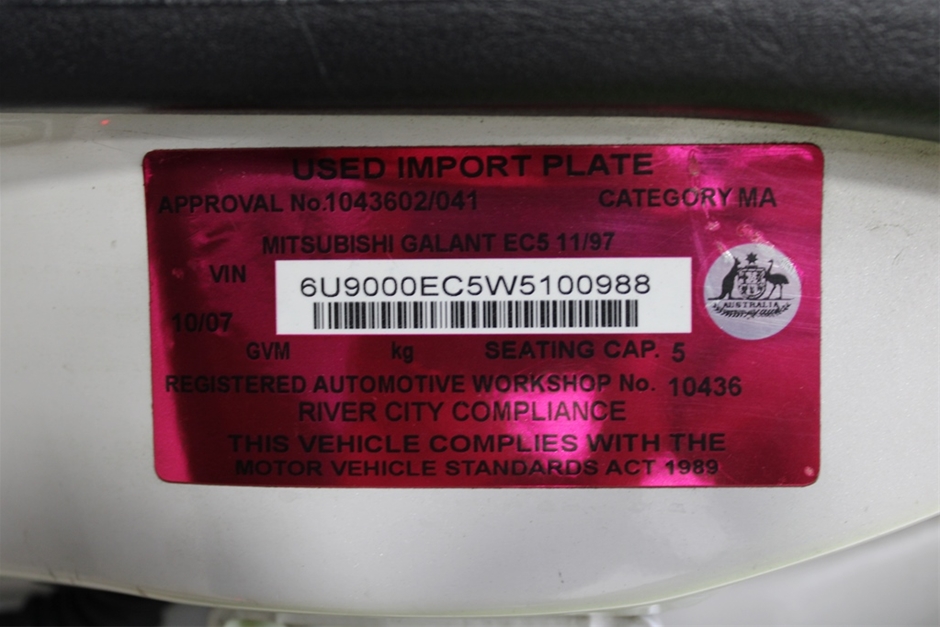 USED IMPORT PLATE
APPROVAL No.1043602/041 CATEGORY MA
MITSUBISHI GALANT EC5 11/97
VIN 6U9000EC5W5100988
AUSTRALIA
10/07
GVM kg SEATING CAP. 5
REGISTERED AUTOMOTIVE WORKSHOP No. 10436
RIVER CITY COMPLIANCE
THIS VEHICLE COMPLIES WITH THE
MOTOR VEHICLE STANDARDS ACT 1989